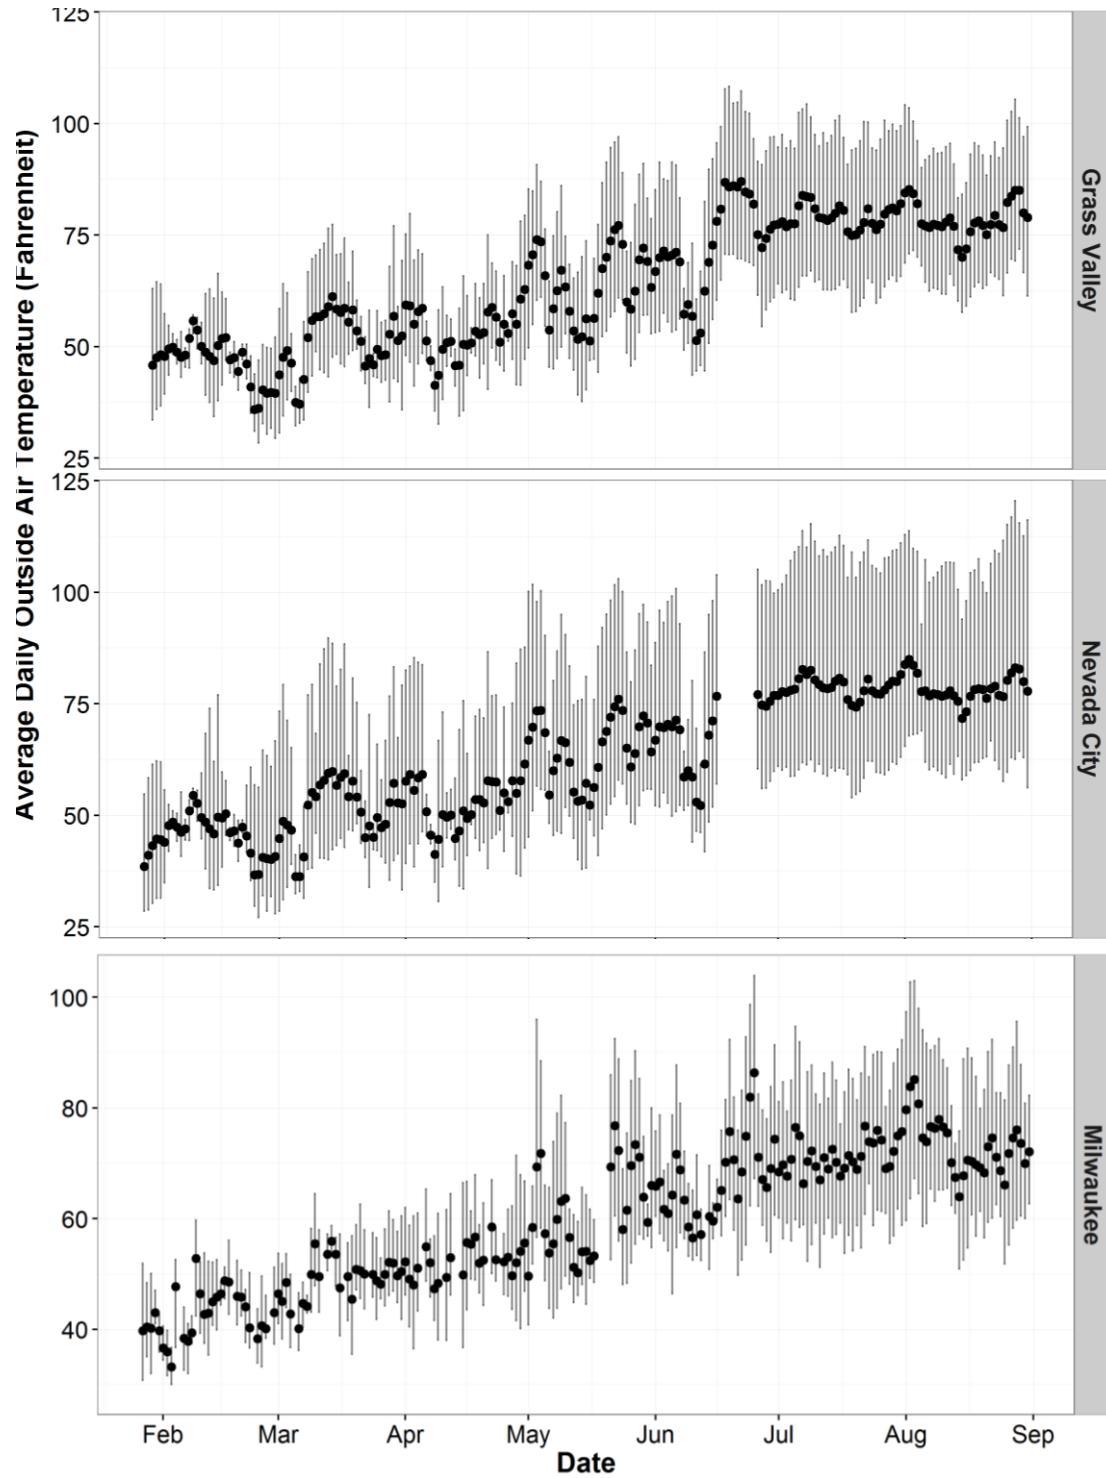 Average Daily Outside Air Temperature (Fahrenheit)
125
100
75
50
25
Grass Valley
125
100
75
50
25
Nevada City
100
80
60
40
Milwaukee
Feb Mar Apr May Jun Jul Aug Sep
Date